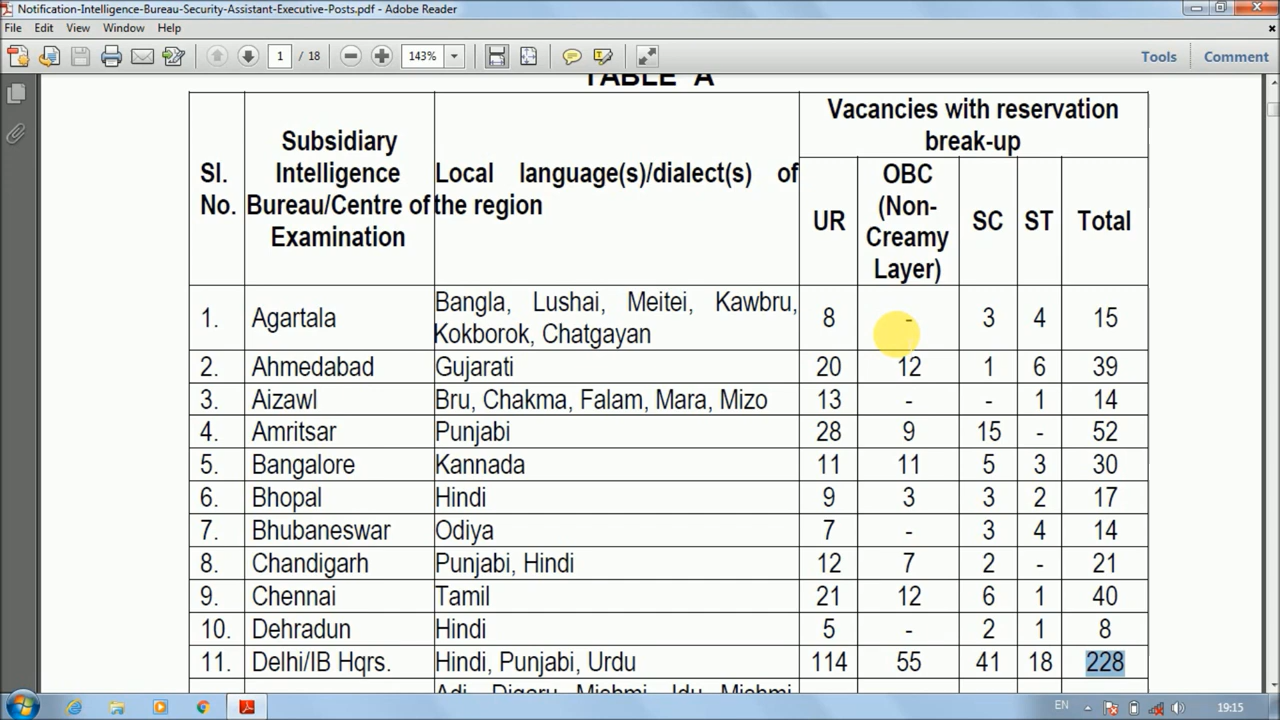 Notification-Intelligence-Bureau-Security-Assistant-Executive-Posts.pdf - Adobe Reader
File Edit View Window Help
1 / 18 143% Tools Comment
TABLE A
Sl. No. Subsidiary Intelligence Bureau/Centre of Examination Local language(s)/dialect(s) of the region Vacancies with reservation break-up
UR OBC (Non-Creamy Layer) SC ST Total
1. Agartala Bangla, Lushai, Meitei, Kawbru, Kokborok, Chatgayan 8 - 3 4 15
2. Ahmedabad Gujarati 20 12 1 6 39
3. Aizawl Bru, Chakma, Falam, Mara, Mizo 13 - - 1 14
4. Amritsar Punjabi 28 9 15 - 52
5. Bangalore Kannada 11 11 5 3 30
6. Bhopal Hindi 9 3 3 2 17
7. Bhubaneswar Odiya 7 - 3 4 14
8. Chandigarh Punjabi, Hindi 12 7 2 - 21
9. Chennai Tamil 21 12 6 1 40
10. Dehradun Hindi 5 - 2 1 8
11. Delhi/IB Hqrs. Hindi, Punjabi, Urdu 114 55 41 18 228
Adi, Digaru Mishmi, Idu Mishmi,
EN 19:15